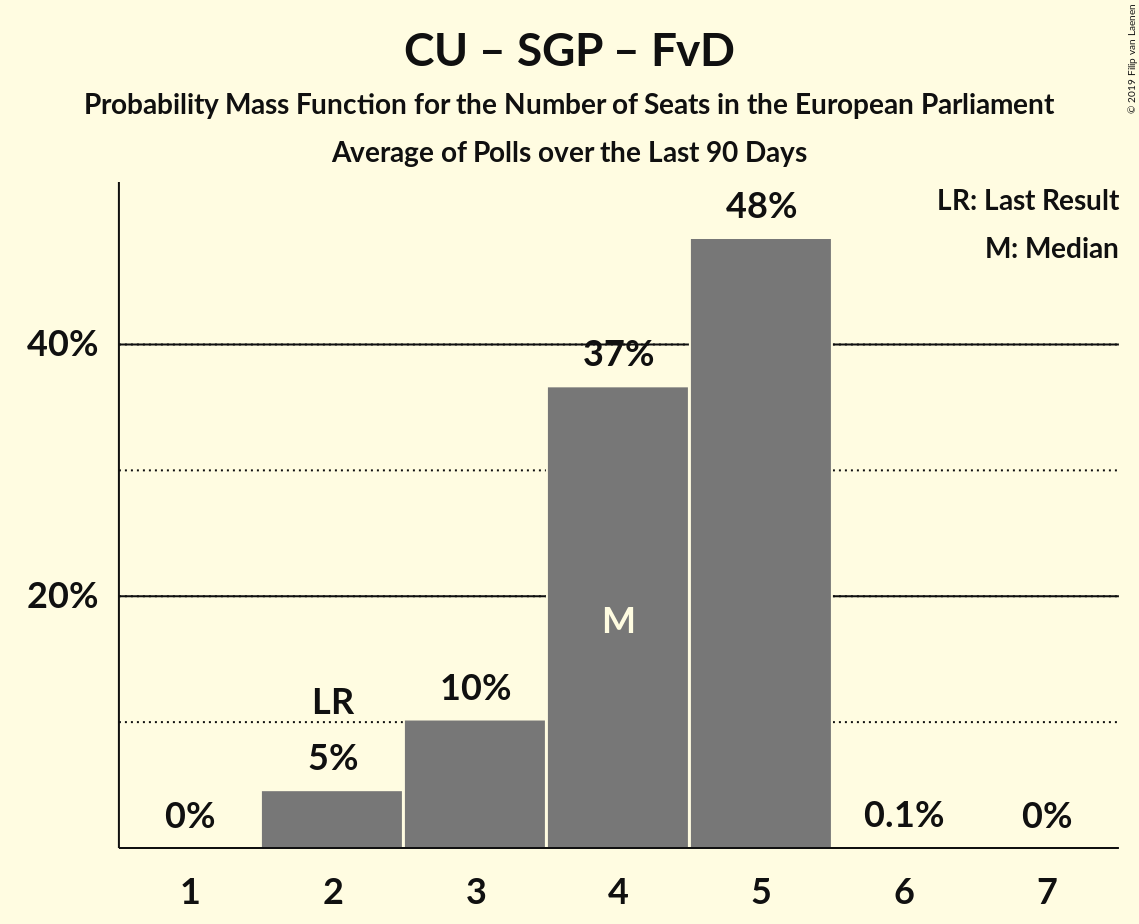 CU – SGP – FvD
Probability Mass Function for the Number of Seats in the European Parliament
Average of Polls over the Last 90 Days
© 2019 Filip van Laenen
LR: Last Result
M: Median
48%
40%
37%
20%
M
10%
LR
5%
0%
0.1%
0%
1 2 3 4 5 6 7